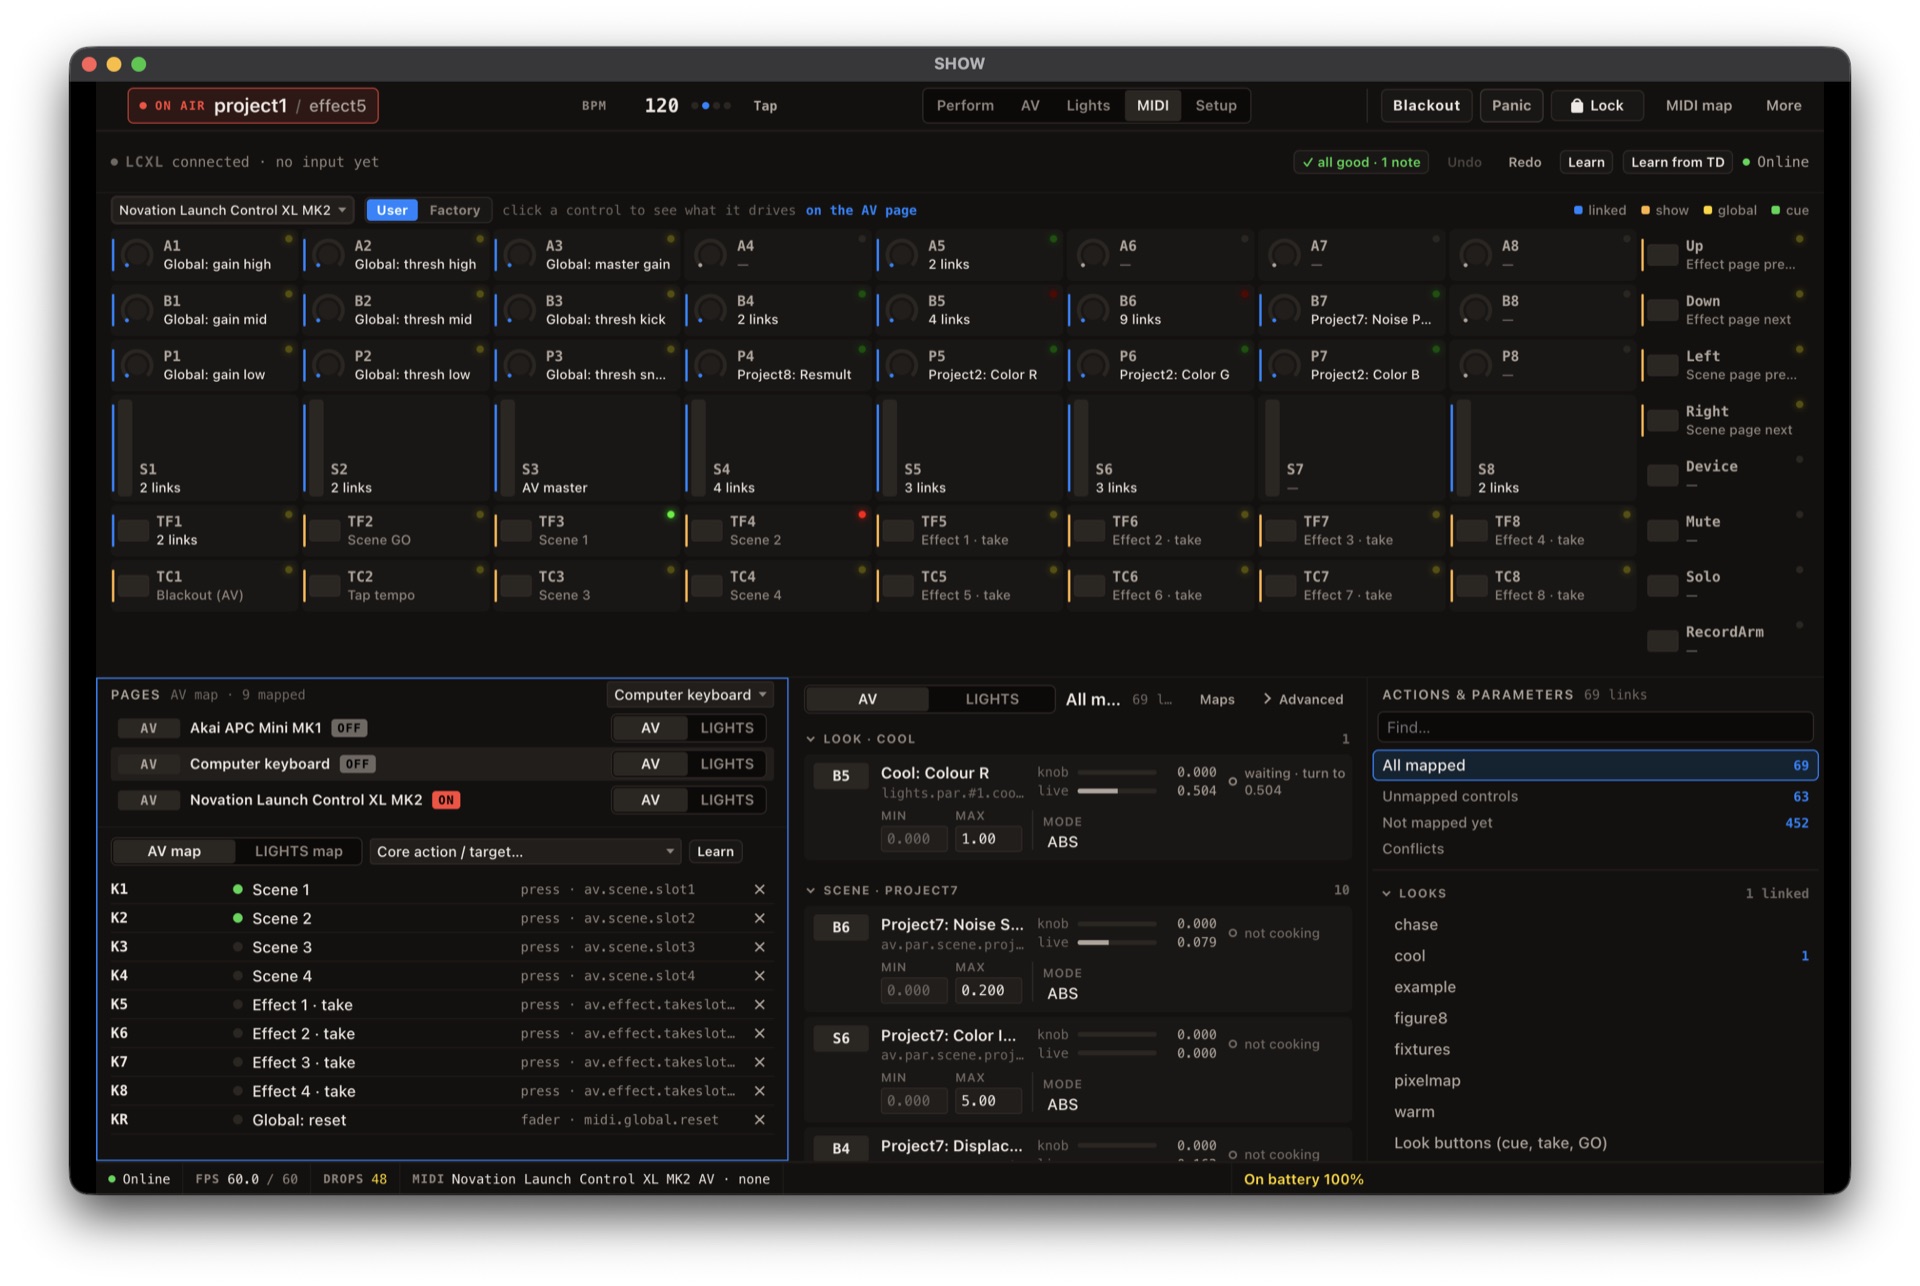 SHOW
ON AIR project1 / effect5
BPM 120 Tap
Perform AV Lights MIDI Setup
Blackout Panic Lock MIDI map More
LCXL connected · no input yet
✓ all good · 1 note Undo Redo Learn Learn from TD Online
Novation Launch Control XL MK2 User Factory click a control to see what it drives on the AV page
linked show global cue
A1
Global: gain high
A2
Global: thresh high
A3
Global: master gain
A4
—
A5
2 links
A6
—
A7
—
A8
—
Up
Effect page pre...
B1
Global: gain mid
B2
Global: thresh mid
B3
Global: thresh kick
B4
2 links
B5
4 links
B6
9 links
B7
Project7: Noise P...
B8
—
Down
Effect page next
P1
Global: gain low
P2
Global: thresh low
P3
Global: thresh sn...
P4
Project8: Resmult
P5
Project2: Color R
P6
Project2: Color G
P7
Project2: Color B
P8
—
Left
Scene page pre...
Right
Scene page next
S1
2 links
S2
2 links
S3
AV master
S4
4 links
S5
3 links
S6
3 links
S7
—
S8
2 links
Device
—
TF1
2 links
TF2
Scene GO
TF3
Scene 1
TF4
Scene 2
TF5
Effect 1 · take
TF6
Effect 2 · take
TF7
Effect 3 · take
TF8
Effect 4 · take
Mute
—
TC1
Blackout (AV)
TC2
Tap tempo
TC3
Scene 3
TC4
Scene 4
TC5
Effect 5 · take
TC6
Effect 6 · take
TC7
Effect 7 · take
TC8
Effect 8 · take
Solo
—
RecordArm
—
PAGES AV map · 9 mapped Computer keyboard
AV Akai APC Mini MK1 OFF AV LIGHTS
AV Computer keyboard OFF AV LIGHTS
AV Novation Launch Control XL MK2 ON AV LIGHTS
AV map LIGHTS map Core action / target... Learn
K1 Scene 1 press · av.scene.slot1 ×
K2 Scene 2 press · av.scene.slot2 ×
K3 Scene 3 press · av.scene.slot3 ×
K4 Scene 4 press · av.scene.slot4 ×
K5 Effect 1 · take press · av.effect.takeslot… ×
K6 Effect 2 · take press · av.effect.takeslot… ×
K7 Effect 3 · take press · av.effect.takeslot… ×
K8 Effect 4 · take press · av.effect.takeslot… ×
KR Global: reset fader · midi.global.reset ×
AV LIGHTS All m... 69 l… Maps > Advanced
LOOK · COOL 1
B5 Cool: Colour R knob 0.000 waiting · turn to
lights.par.#1.coo… live 0.504 0.504
MIN MAX MODE
0.000 1.00 ABS
SCENE · PROJECT7 10
B6 Project7: Noise S... knob 0.000 not cooking
av.par.scene.proj… live 0.079
MIN MAX MODE
0.000 0.200 ABS
S6 Project7: Color I... knob 0.000 not cooking
av.par.scene.proj… live 0.000
MIN MAX MODE
0.000 5.00 ABS
B4 Project7: Displac... knob 0.000 not cooking
ACTIONS & PARAMETERS 69 links
Find...
All mapped 69
Unmapped controls 63
Not mapped yet 452
Conflicts
LOOKS 1 linked
chase
cool 1
example
figure8
fixtures
pixelmap
warm
Look buttons (cue, take, GO)
Online FPS 60.0 / 60 DROPS 48 MIDI Novation Launch Control XL MK2 AV · none On battery 100%